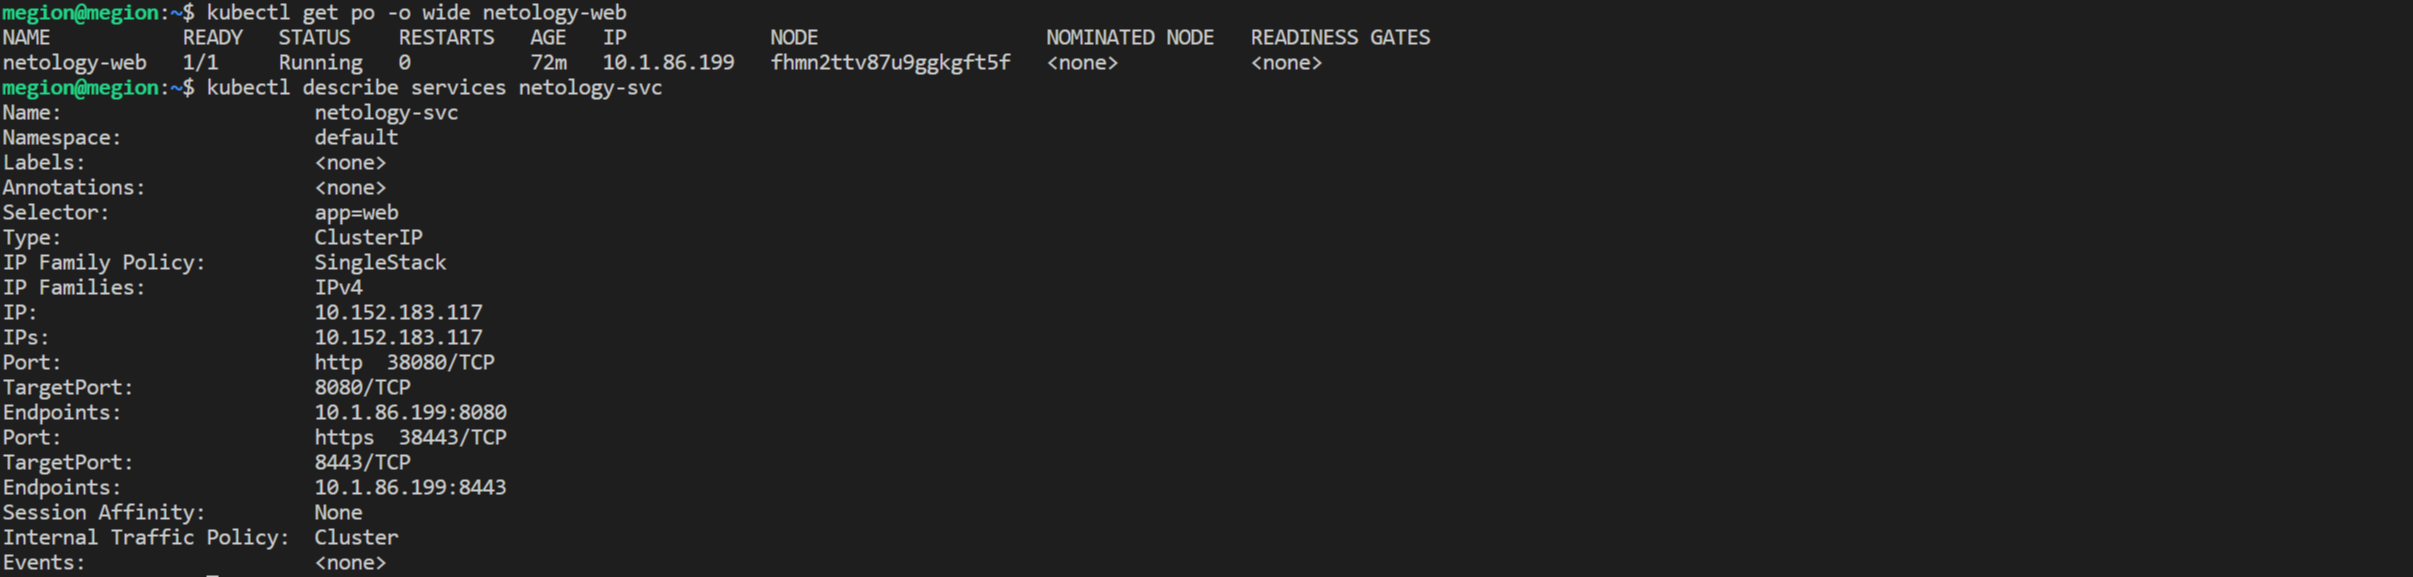 megion@megion:~$ kubectl get po -o wide netology-web
NAME READY STATUS RESTARTS AGE IP NODE NOMINATED NODE READINESS GATES
netology-web 1/1 Running 0 72m 10.1.86.199 fhmn2ttv87u9ggkgft5f <none> <none>
megion@megion:~$ kubectl describe services netology-svc
Name: netology-svc
Namespace: default
Labels: <none>
Annotations: <none>
Selector: app=web
Type: ClusterIP
IP Family Policy: SingleStack
IP Families: IPv4
IP: 10.152.183.117
IPs: 10.152.183.117
Port: http 38080/TCP
TargetPort: 8080/TCP
Endpoints: 10.1.86.199:8080
Port: https 38443/TCP
TargetPort: 8443/TCP
Endpoints: 10.1.86.199:8443
Session Affinity: None
Internal Traffic Policy: Cluster
Events: <none>